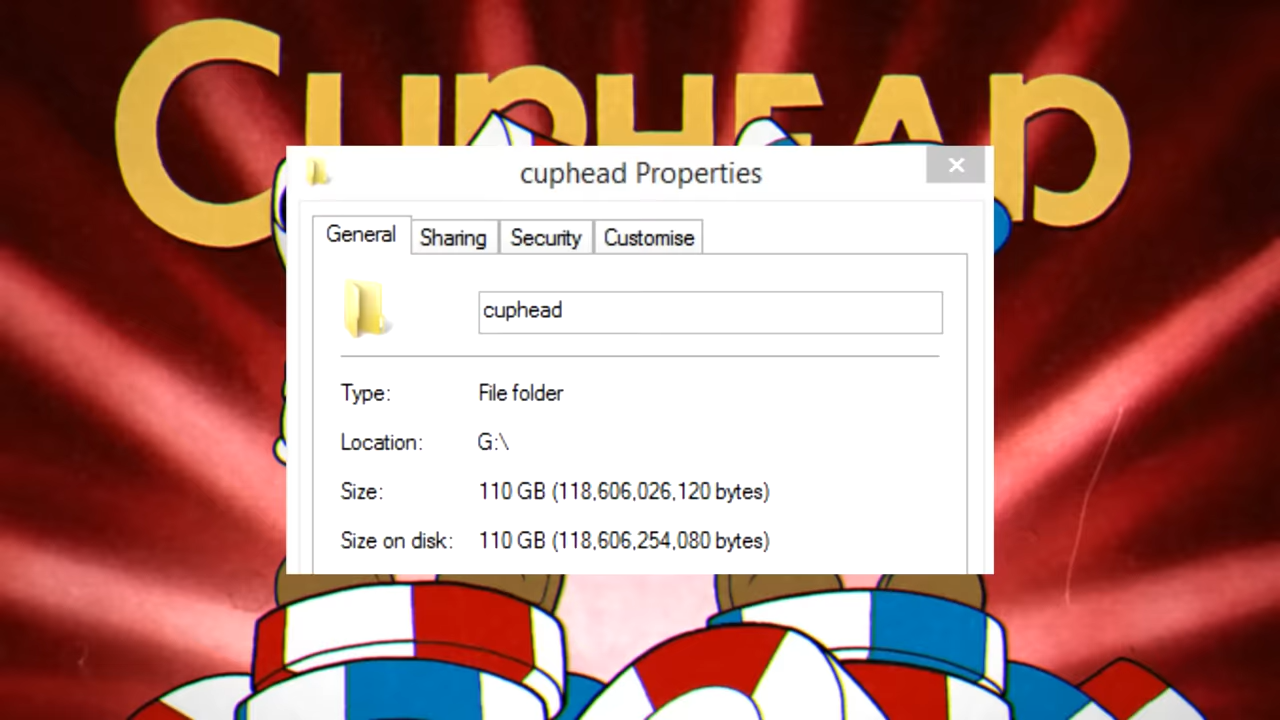 CUPHEAD
cuphead Properties
General Sharing Security Customise
cuphead
Type: File folder
Location: G:\
Size: 110 GB (118,606,026,120 bytes)
Size on disk: 110 GB (118,606,254,080 bytes)